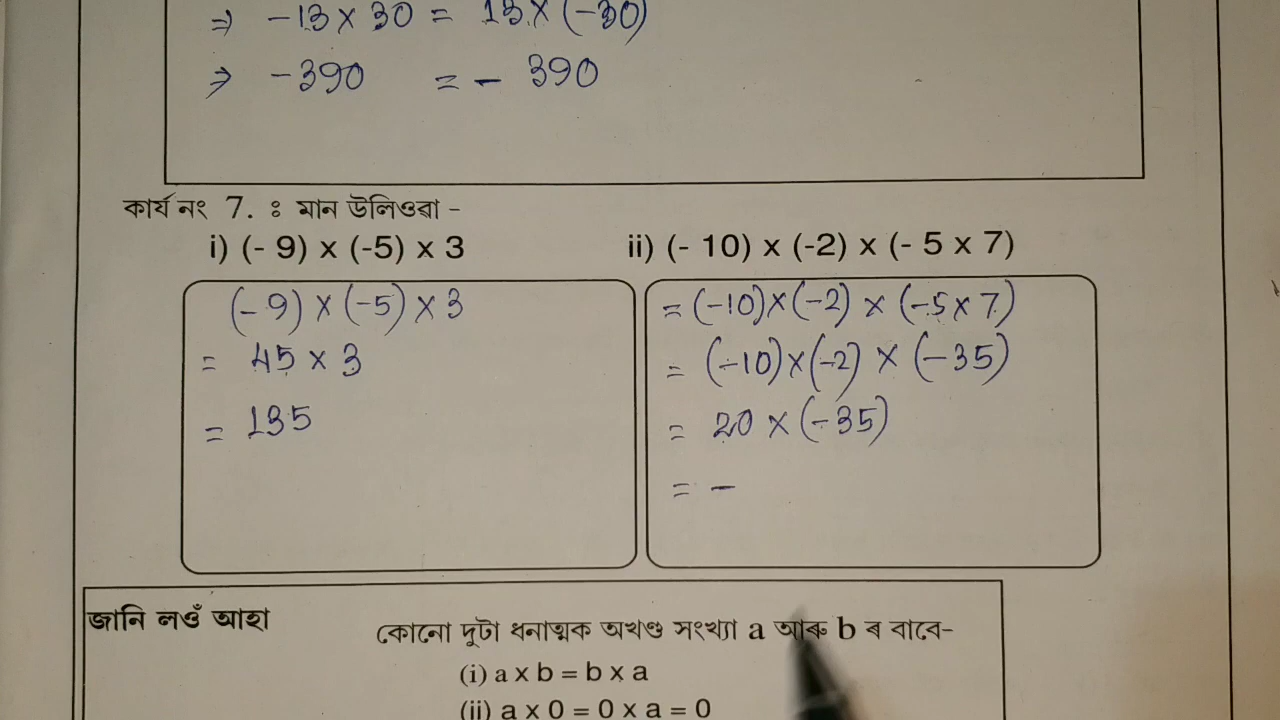 ⇒ -13 × 30 = 13 × (-30)
⇒ -390 = - 390
কাৰ্য নং 7. ঃ মান উলিওৱা -
i) (- 9) x (-5) x 3
ii) (- 10) x (-2) x (- 5 x 7)
(-9) × (-5) × 3
= 45 × 3
= 135
= (-10) × (-2) × (-5 × 7)
= (-10) × (-2) × (-35)
= 20 × (-35)
= -
জানি লওঁ আহা
কোনো দুটা ধনাত্মক অখণ্ড সংখ্যা a আৰু b ৰ বাবে-
(i) a x b = b x a
(ii) a x 0 = 0 x a = 0